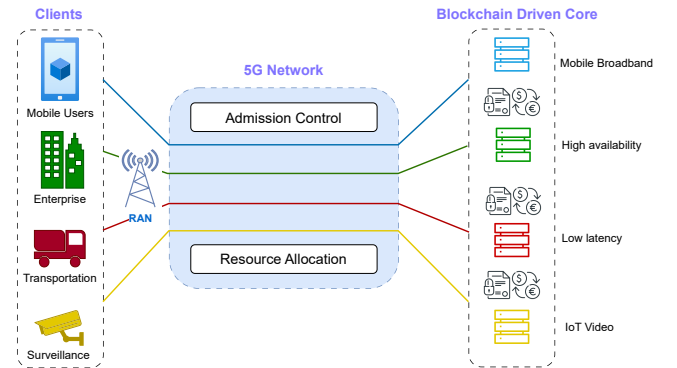 Clients
Blockchain Driven Core
5G Network
Mobile Users
Enterprise
Transportation
Surveillance
RAN
Admission Control
Resource Allocation
Mobile Broadband
$
€
High availability
$
€
Low latency
$
€
IoT Video